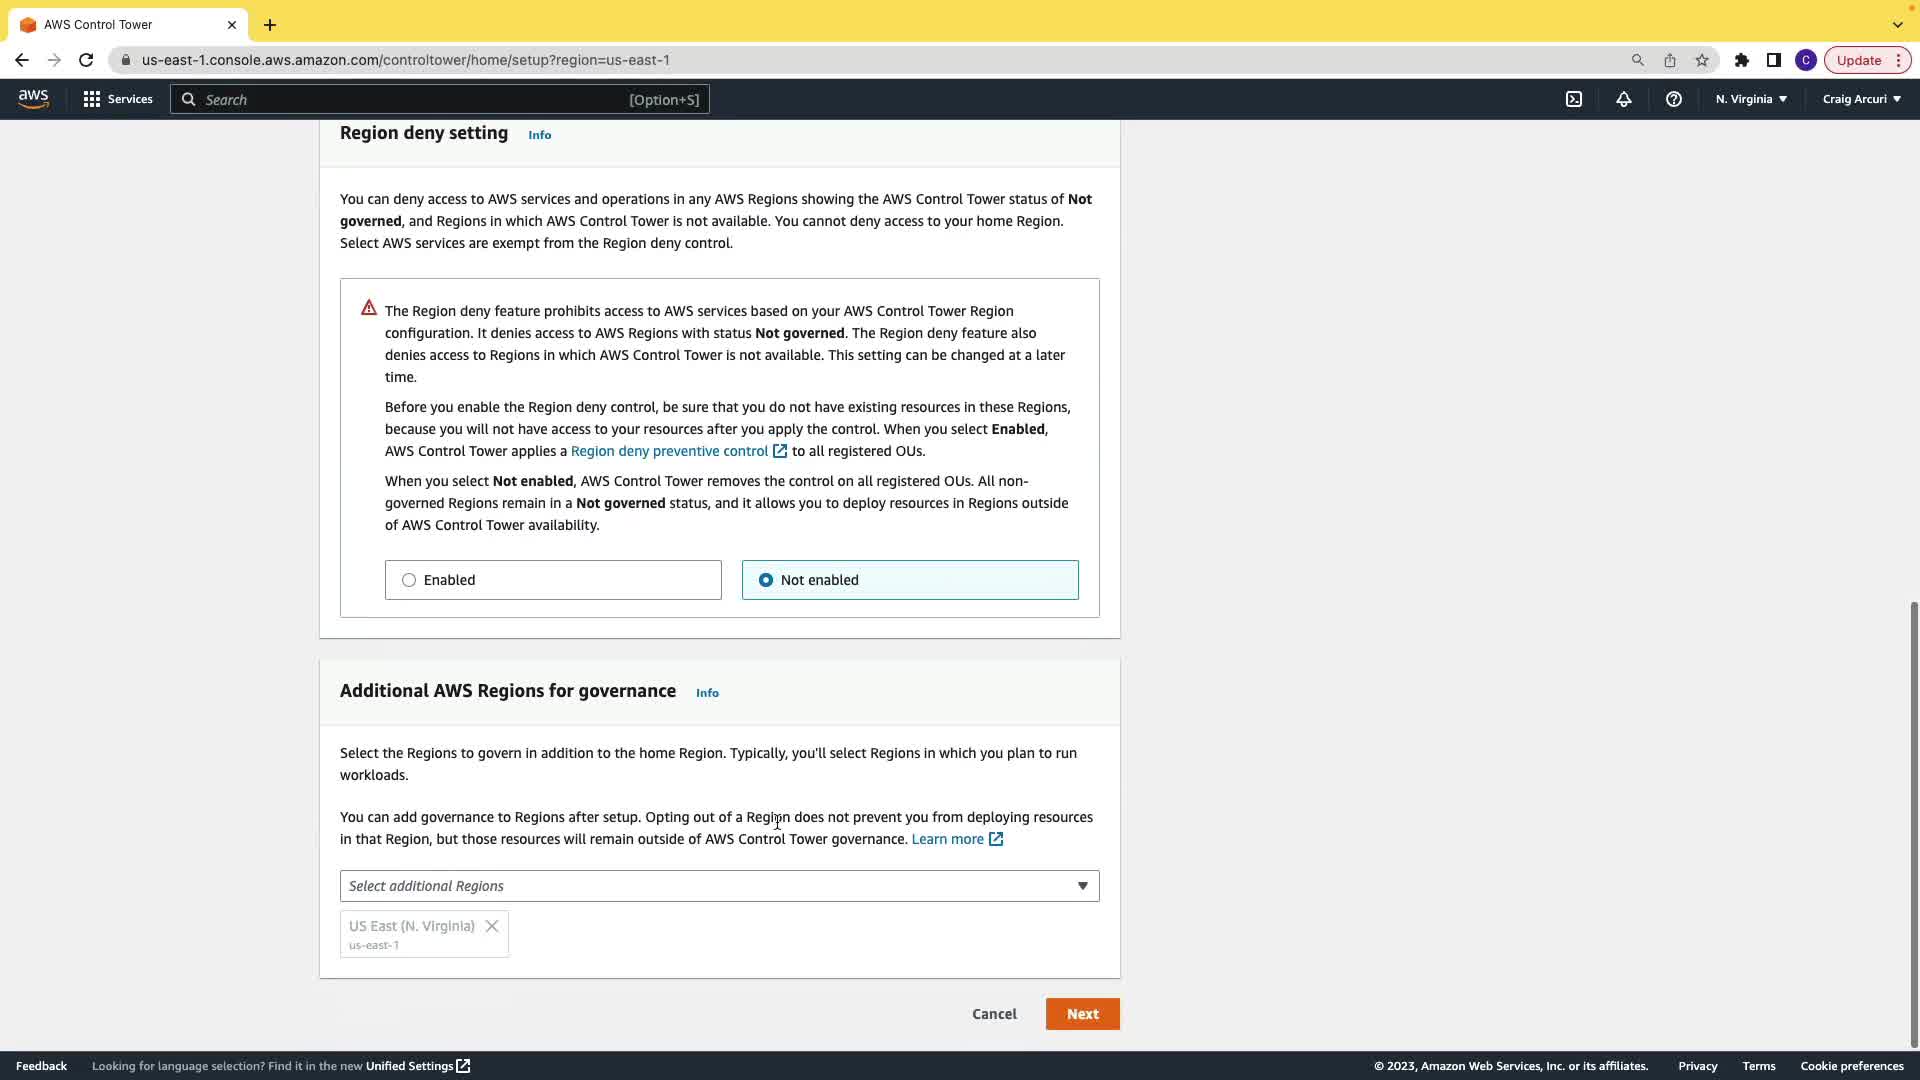 AWS Control Tower
us-east-1.console.aws.amazon.com/controltower/home/setup?region=us-east-1
C
Update
aws
Services
Search
[Option+S]
N. Virginia
Craig Arcuri
Region deny setting Info
You can deny access to AWS services and operations in any AWS Regions showing the AWS Control Tower status of Not
governed, and Regions in which AWS Control Tower is not available. You cannot deny access to your home Region.
Select AWS services are exempt from the Region deny control.
The Region deny feature prohibits access to AWS services based on your AWS Control Tower Region
configuration. It denies access to AWS Regions with status Not governed. The Region deny feature also
denies access to Regions in which AWS Control Tower is not available. This setting can be changed at a later
time.
Before you enable the Region deny control, be sure that you do not have existing resources in these Regions,
because you will not have access to your resources after you apply the control. When you select Enabled,
AWS Control Tower applies a Region deny preventive control to all registered OUs.
When you select Not enabled, AWS Control Tower removes the control on all registered OUs. All non-
governed Regions remain in a Not governed status, and it allows you to deploy resources in Regions outside
of AWS Control Tower availability.
Enabled
Not enabled
Additional AWS Regions for governance Info
Select the Regions to govern in addition to the home Region. Typically, you'll select Regions in which you plan to run
workloads.
You can add governance to Regions after setup. Opting out of a Region does not prevent you from deploying resources
in that Region, but those resources will remain outside of AWS Control Tower governance. Learn more
Select additional Regions
US East (N. Virginia)
us-east-1
Cancel
Next
Feedback
Looking for language selection? Find it in the new Unified Settings
© 2023, Amazon Web Services, Inc. or its affiliates.
Privacy
Terms
Cookie preferences